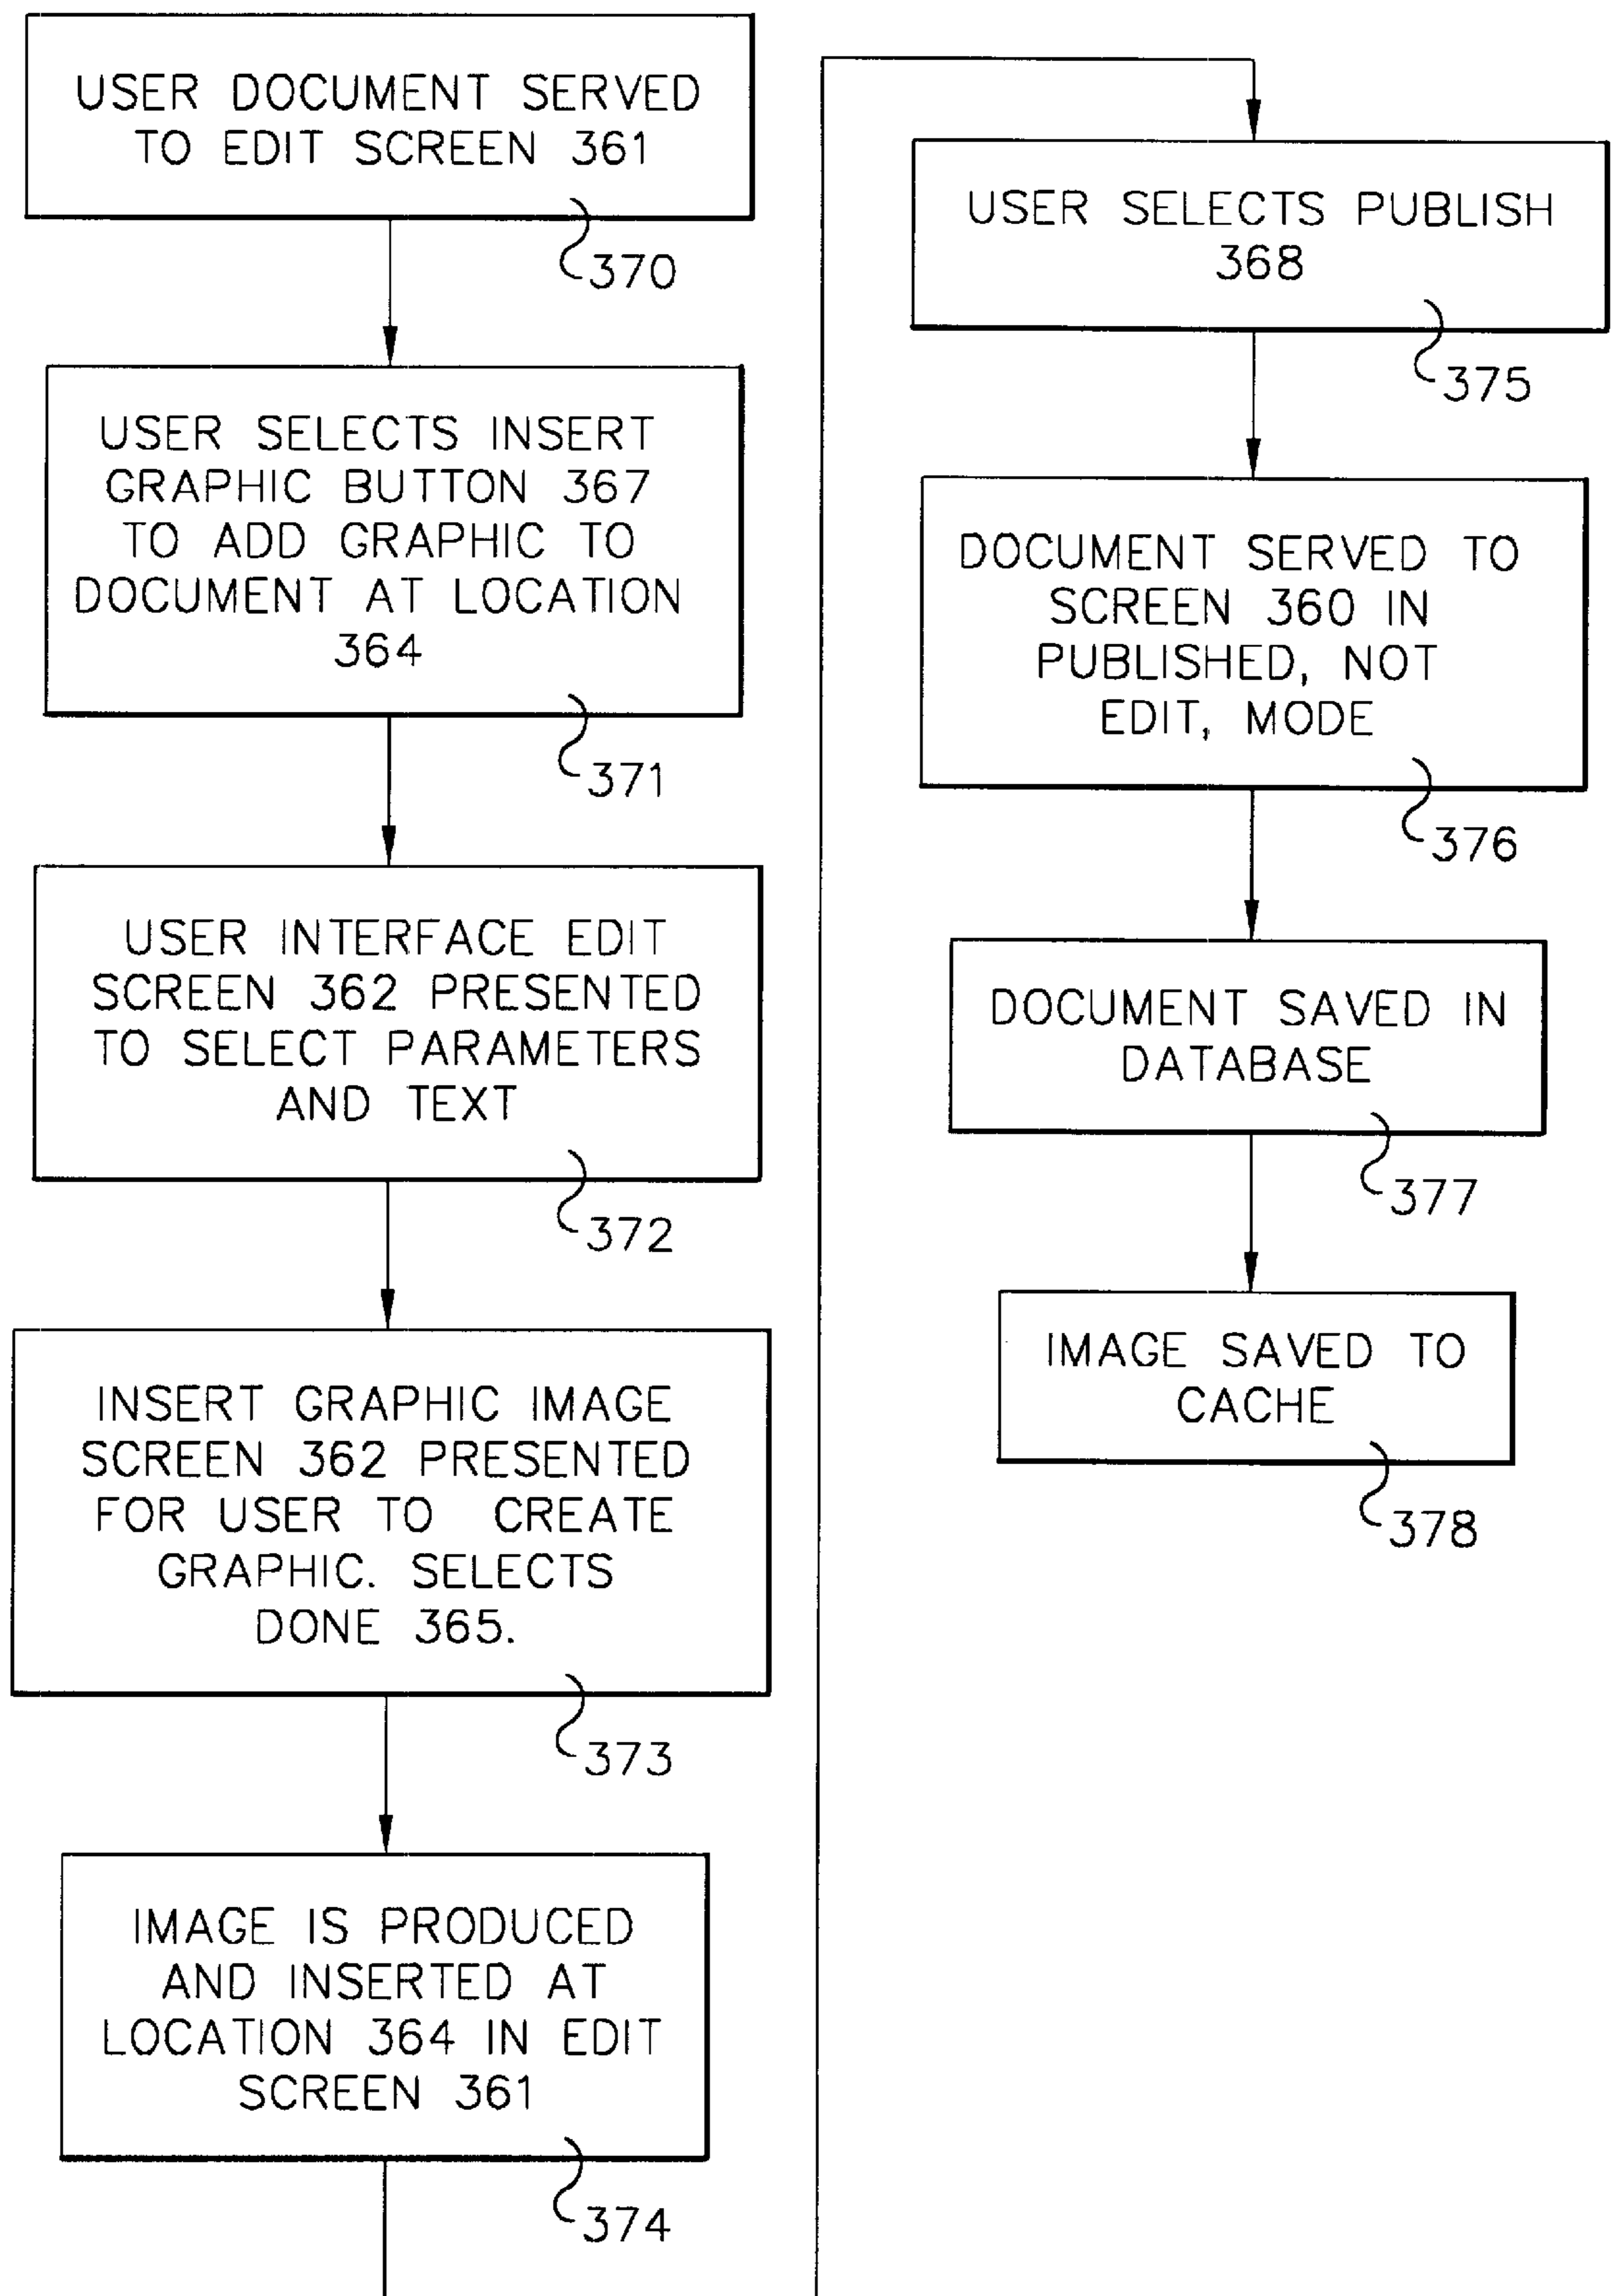 USER DOCUMENT SERVED
TO EDIT SCREEN 361
370
USER SELECTS INSERT
GRAPHIC BUTTON 367
TO ADD GRAPHIC TO
DOCUMENT AT LOCATION
364
371
USER INTERFACE EDIT
SCREEN 362 PRESENTED
TO SELECT PARAMETERS
AND TEXT
372
INSERT GRAPHIC IMAGE
SCREEN 362 PRESENTED
FOR USER TO CREATE
GRAPHIC. SELECTS
DONE 365.
373
IMAGE IS PRODUCED
AND INSERTED AT
LOCATION 364 IN EDIT
SCREEN 361
374
USER SELECTS PUBLISH
368
375
DOCUMENT SERVED TO
SCREEN 360 IN
PUBLISHED, NOT
EDIT, MODE
376
DOCUMENT SAVED IN
DATABASE
377
IMAGE SAVED TO
CACHE
378